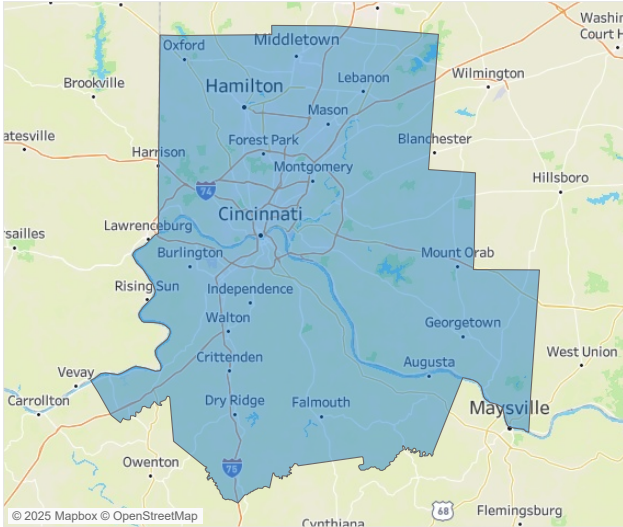 Washin
Court H
Oxford
Middletown
Brookville
Hamilton
Lebanon
Wilmington
Mason
atesville
Harrison
Forest Park
Blanchester
Montgomery
Hillsboro
74
Cincinnati
Lawrenceburg
rsailles
Burlington
Mount Orab
Rising Sun
Independence
Walton
Georgetown
Crittenden
West Union
Vevay
Augusta
Carrollton
Dry Ridge
Falmouth
Maysville
Owenton
75
68
Flemingsburg
© 2025 Mapbox © OpenStreetMap
Cynthiana